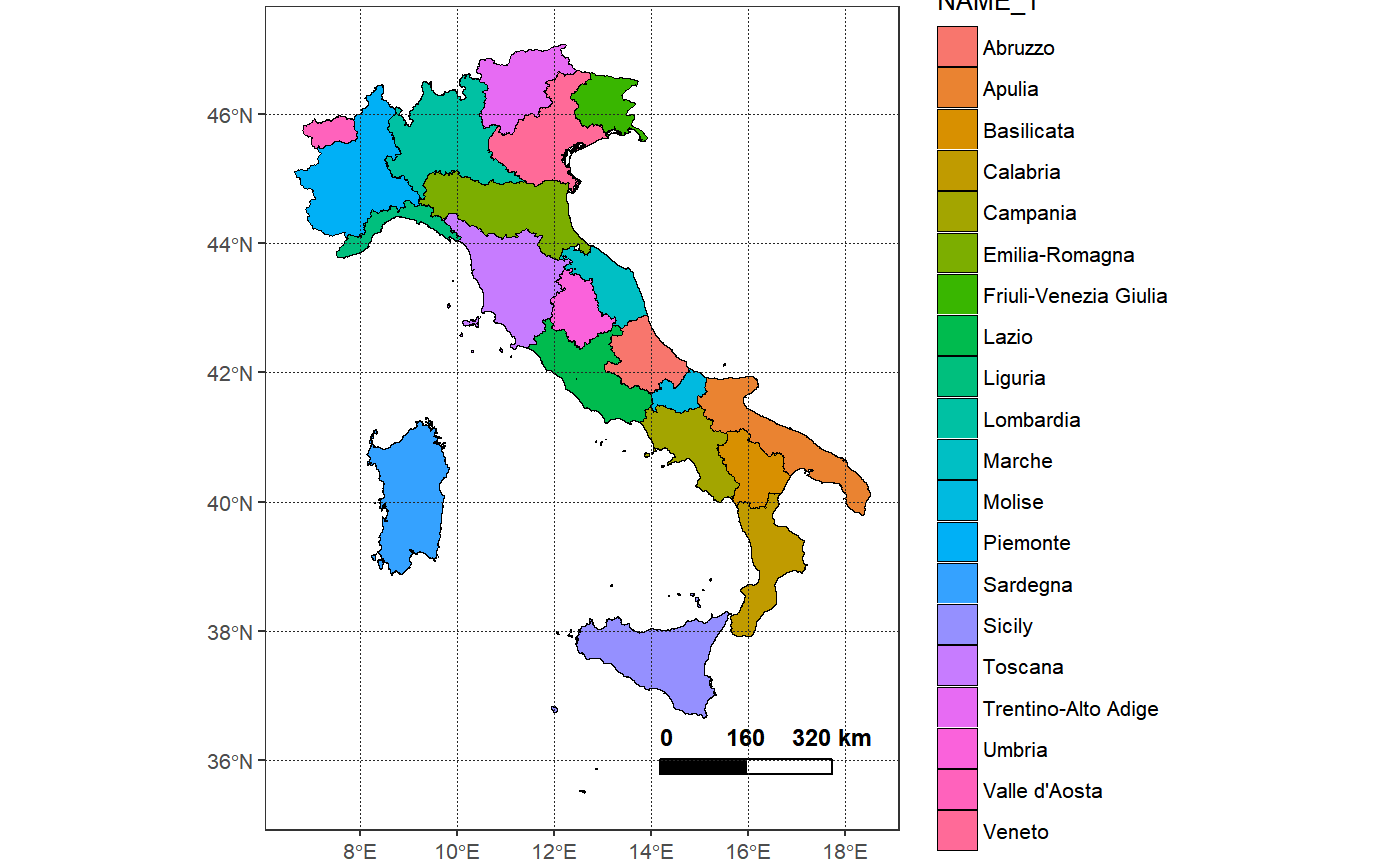 NAME_1
Abruzzo
Apulia
Basilicata
Calabria
Campania
Emilia-Romagna
Friuli-Venezia Giulia
Lazio
Liguria
Lombardia
Marche
Molise
Piemonte
Sardegna
Sicily
Toscana
Trentino-Alto Adige
Umbria
Valle d'Aosta
Veneto
46°N
44°N
42°N
40°N
38°N
36°N
0 160 320 km
8°E 10°E 12°E 14°E 16°E 18°E